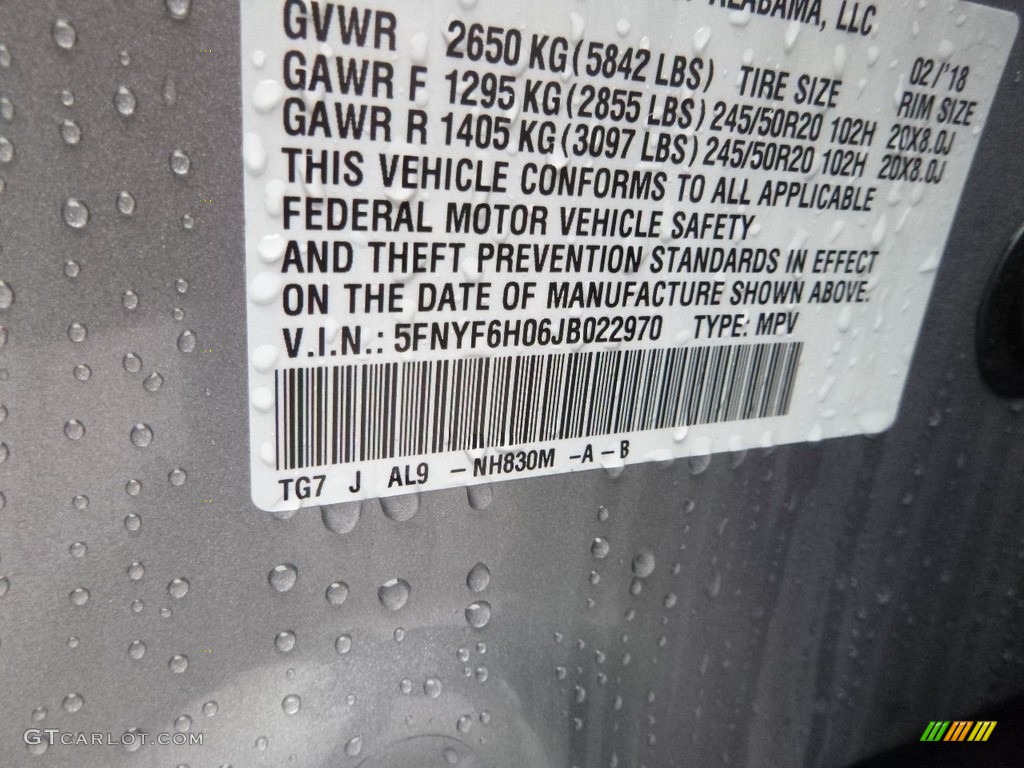 ALABAMA, LLC
02/'18
GVWR 2650 KG (5842 LBS) TIRE SIZE RIM SIZE
GAWR F 1295 KG (2855 LBS) 245/50R20 102H 20X8.0J
GAWR R 1405 KG (3097 LBS) 245/50R20 102H 20X8.0J
THIS VEHICLE CONFORMS TO ALL APPLICABLE
FEDERAL MOTOR VEHICLE SAFETY
AND THEFT PREVENTION STANDARDS IN EFFECT
ON THE DATE OF MANUFACTURE SHOWN ABOVE.
V.I.N.: 5FNYF6H06JB022970 TYPE: MPV
TG7 J AL9 - NH830M - A - B
GTCARLOT.COM